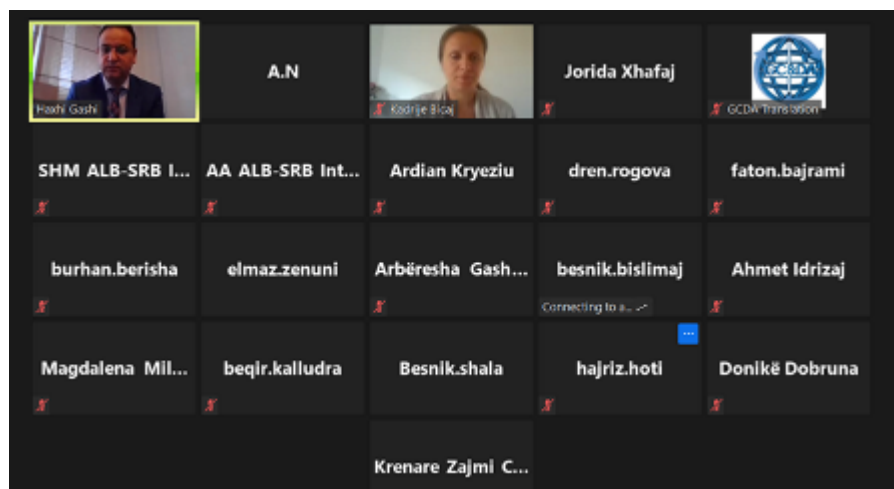 Haxhi Gashi
A.N
Kadrije Bicaj
Jorida Xhafaj
GCDA
GCDA Translation
SHM ALB-SRB I...
AA ALB-SRB Int...
Ardian Kryeziu
dren.rogova
faton.bajrami
burhan.berisha
elmaz.zenuni
Arbëresha Gash...
besnik.bislimaj
Connecting to a...
Ahmet Idrizaj
Magdalena Mil...
beqir.kalludra
Besnik.shala
hajriz.hoti
Donikë Dobruna
Krenare Zajmi C...